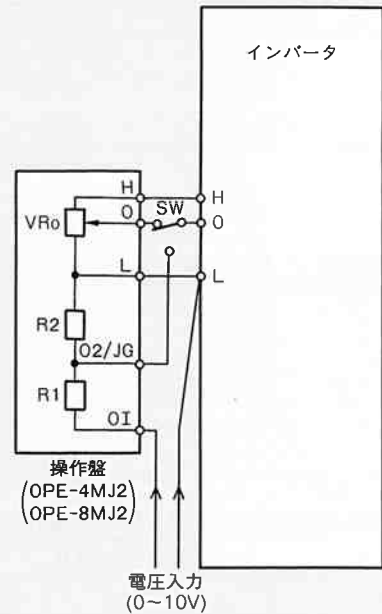 インバータ
H
H
O
SW
O
VRo
L
L
R2
O2/JG
R1
OI
操作盤
(OPE-4MJ2)
(OPE-8MJ2)
電圧入力
(0~10V)